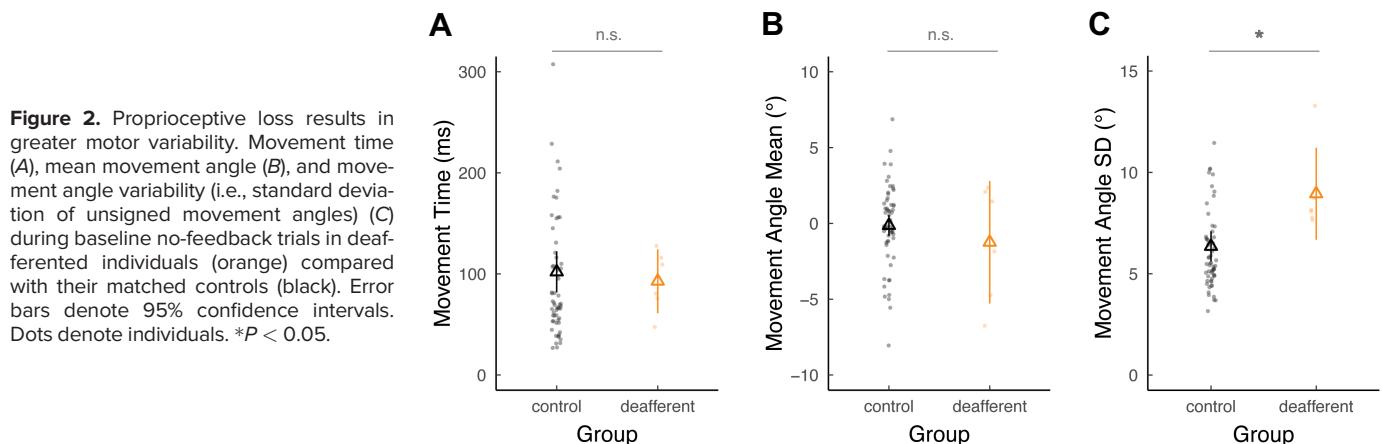 Figure 2. Proprioceptive loss results in
greater motor variability. Movement time
(A), mean movement angle (B), and move-
ment angle variability (i.e., standard devia-
tion of unsigned movement angles) (C)
during baseline no-feedback trials in deaf-
ferented individuals (orange) compared
with their matched controls (black). Error
bars denote 95% confidence intervals.
Dots denote individuals. *P < 0.05.
A
n.s.
Movement Time (ms)
300
200
100
0
control deafferent
Group
B
n.s.
Movement Angle Mean (°)
10
5
0
−5
−10
control deafferent
Group
C
*
Movement Angle SD (°)
15
10
5
0
control deafferent
Group